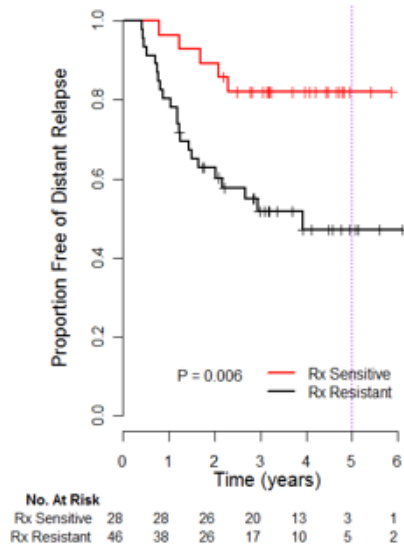 Proportion Free of Distant Relapse
1.0
0.8
0.6
0.4
0.2
0.0
P = 0.006
Rx Sensitive
Rx Resistant
0 1 2 3 4 5 6
Time (years)
No. At Risk
Rx Sensitive 28 28 26 20 13 3 1
Rx Resistant 46 38 26 17 10 5 2